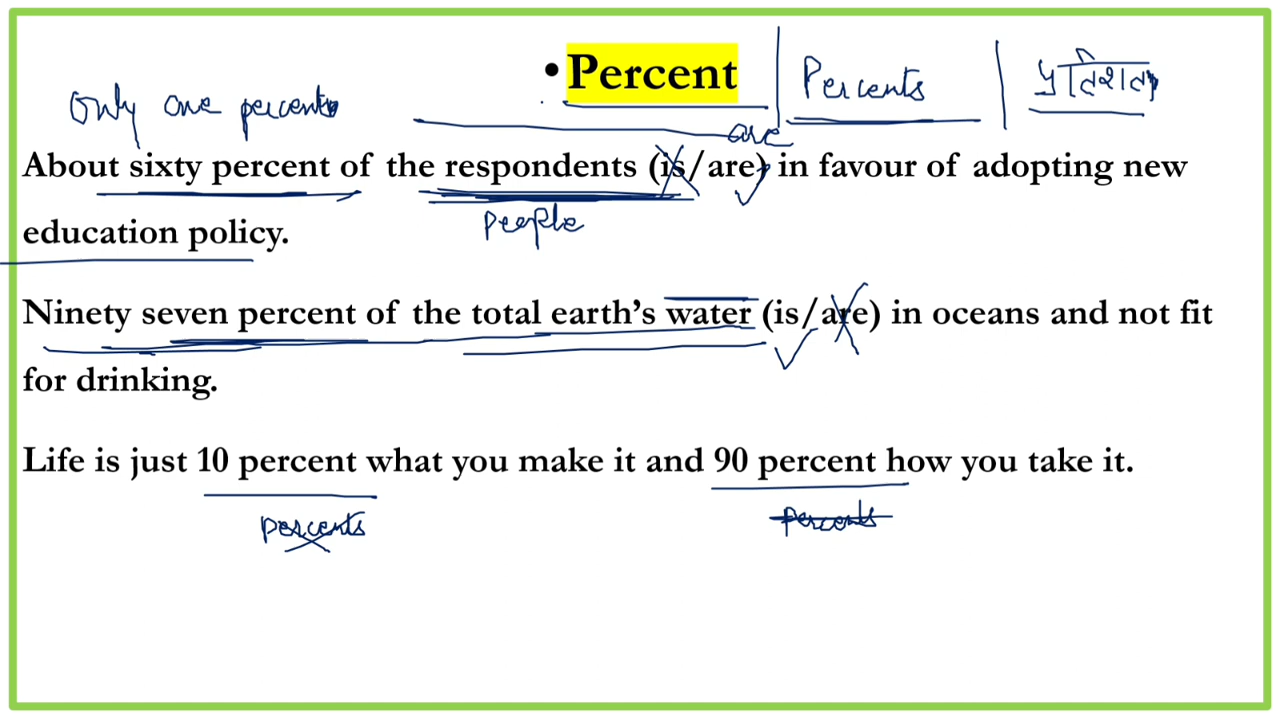 • Percent
Percents
प्रतिशत
Only one percent
are
About sixty percent of the respondents (is/are) in favour of adopting new
people
education policy.
Ninety seven percent of the total earth's water (is/are) in oceans and not fit
for drinking.
Life is just 10 percent what you make it and 90 percent how you take it.
percents
percents